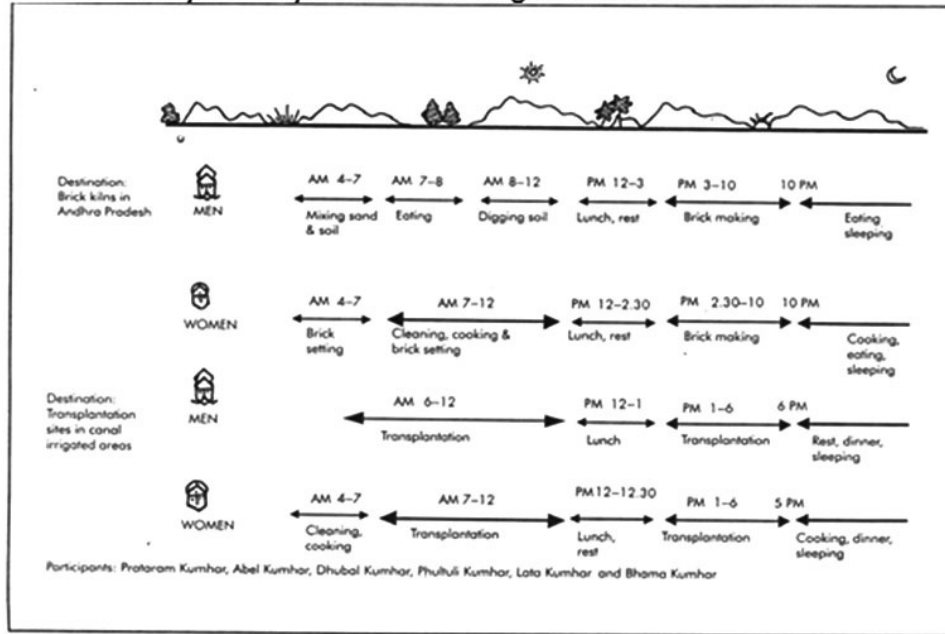 Destination:
Brick kilns in
Andhra Pradesh
MEN
AM 4–7
Mixing sand
& soil
AM 7–8
Eating
AM 8–12
Digging soil
PM 12–3
Lunch, rest
PM 3–10
Brick making
10 PM
Eating
sleeping
WOMEN
AM 4–7
Brick
setting
AM 7–12
Cleaning, cooking &
brick setting
PM 12–2.30
Lunch, rest
PM 2.30–10
Brick making
10 PM
Cooking,
eating,
sleeping
Destination:
Transplantation
sites in canal
irrigated areas
MEN
AM 6–12
Transplantation
PM 12–1
Lunch
PM 1–6
Transplantation
6 PM
Rest, dinner,
sleeping
WOMEN
AM 4–7
Cleaning,
cooking
AM 7–12
Transplantation
PM 12–12.30
Lunch,
rest
PM 1–6
Transplantation
5 PM
Cooking, dinner,
sleeping
Participants: Prataram Kumhar, Abel Kumhar, Dhubal Kumhar, Phultuli Kumhar, Lata Kumhar and Bhama Kumhar